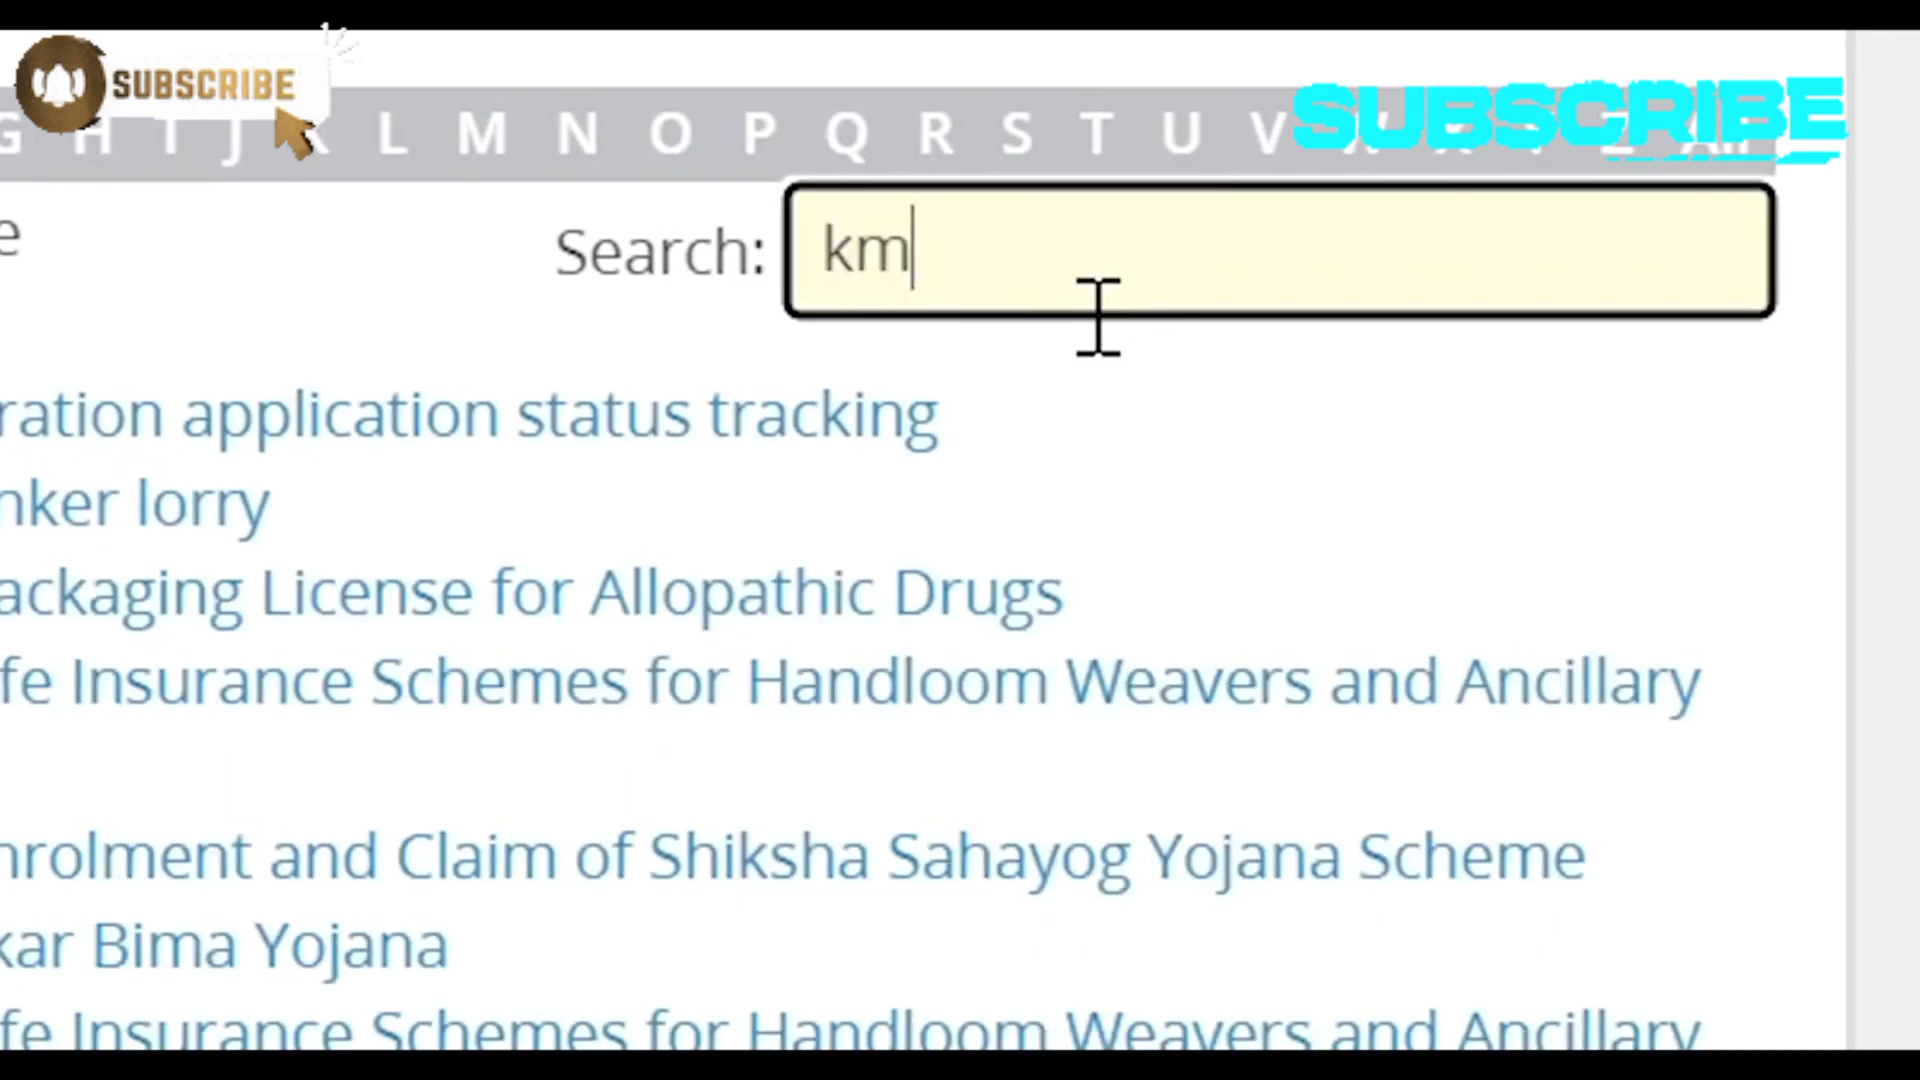 SUBSCRIBE
SUBSCRIBE
G H I J K L M N O P Q R S T U V
e
Search: km
ration application status tracking
nker lorry
ackaging License for Allopathic Drugs
fe Insurance Schemes for Handloom Weavers and Ancillary
nrolment and Claim of Shiksha Sahayog Yojana Scheme
kar Bima Yojana
fe Insurance Schemes for Handloom Weavers and Ancillary